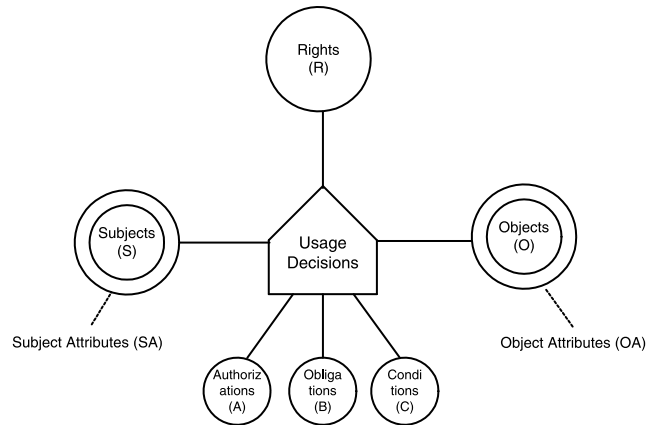 Rights
(R)
Subjects
(S)
Usage
Decisions
Objects
(O)
Subject Attributes (SA)
Object Attributes (OA)
Authoriz
ations
(A)
Obliga
tions
(B)
Condi
tions
(C)